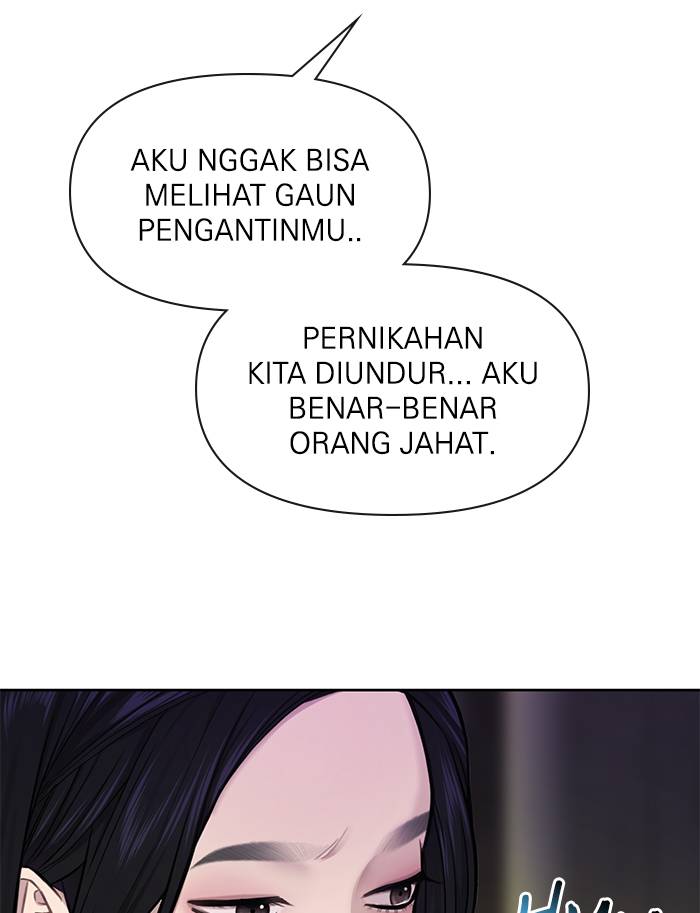 AKU NGGAK BISA
MELIHAT GAUN
PENGANTINMU..
PERNIKAHAN
KITA DIUNDUR... AKU
BENAR-BENAR
ORANG JAHAT.